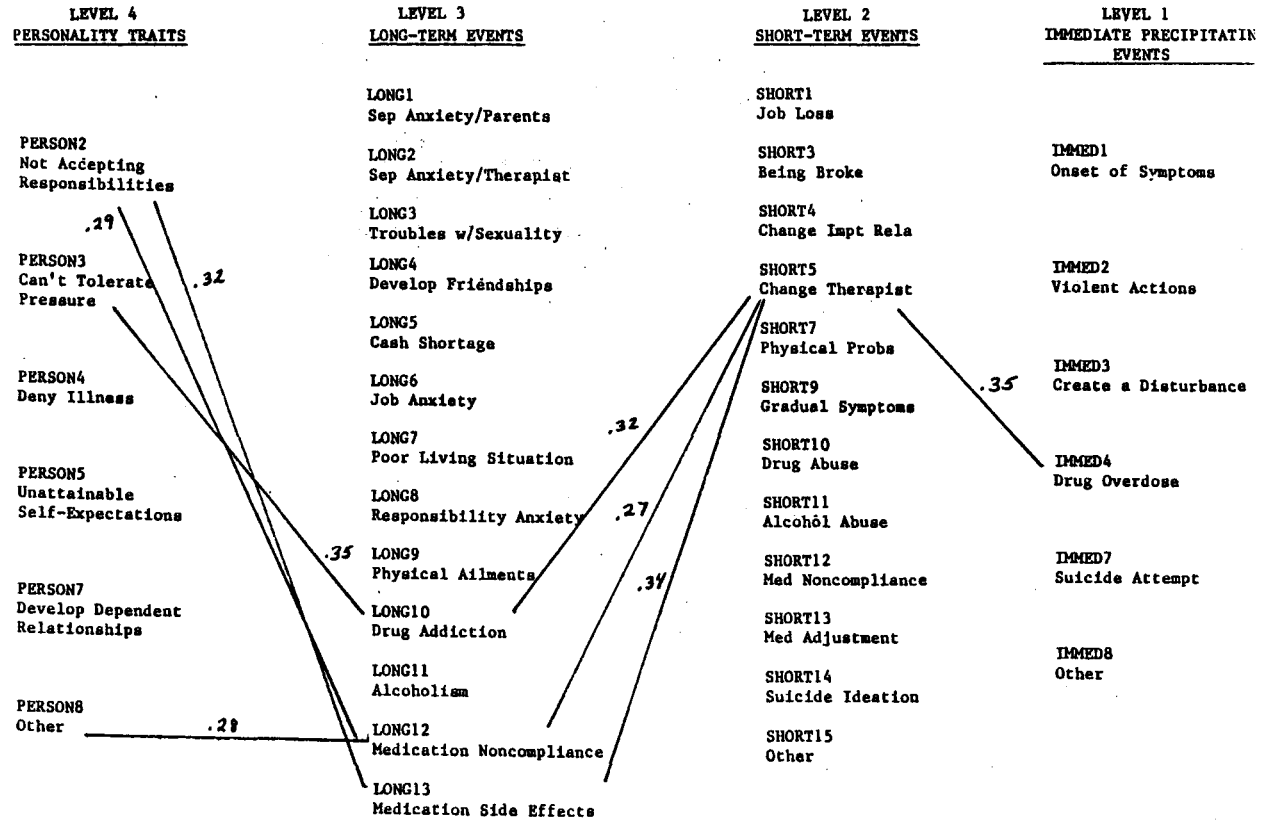 LEVEL 4
PERSONALITY TRAITS
PERSON2
Not Accepting
Responsibilities
.29
.32
PERSON3
Can't Tolerate
Pressure
PERSON4
Deny Illness
PERSON5
Unattainable
Self-Expectations
.35
PERSON7
Develop Dependent
Relationships
PERSON8
Other
.28
LEVEL 3
LONG-TERM EVENTS
LONG1
Sep Anxiety/Parents
LONG2
Sep Anxiety/Therapist
LONG3
Troubles w/Sexuality
LONG4
Develop Friendships
LONG5
Cash Shortage
LONG6
Job Anxiety
LONG7
Poor Living Situation
LONG8
Responsibility Anxiety
LONG9
Physical Ailments
LONG10
Drug Addiction
LONG11
Alcoholism
LONG12
Medication Noncompliance
LONG13
Medication Side Effects
.32
.27
.34
LEVEL 2
SHORT-TERM EVENTS
SHORT1
Job Loss
SHORT3
Being Broke
SHORT4
Change Impt Rela
SHORT5
Change Therapist
SHORT7
Physical Probs
SHORT9
Gradual Symptoms
SHORT10
Drug Abuse
SHORT11
Alcohol Abuse
SHORT12
Med Noncompliance
SHORT13
Med Adjustment
SHORT14
Suicide Ideation
SHORT15
Other
.35
LEVEL 1
IMMEDIATE PRECIPITATIN
EVENTS
IMMED1
Onset of Symptoms
IMMED2
Violent Actions
IMMED3
Create a Disturbance
IMMED4
Drug Overdose
IMMED7
Suicide Attempt
IMMED8
Other